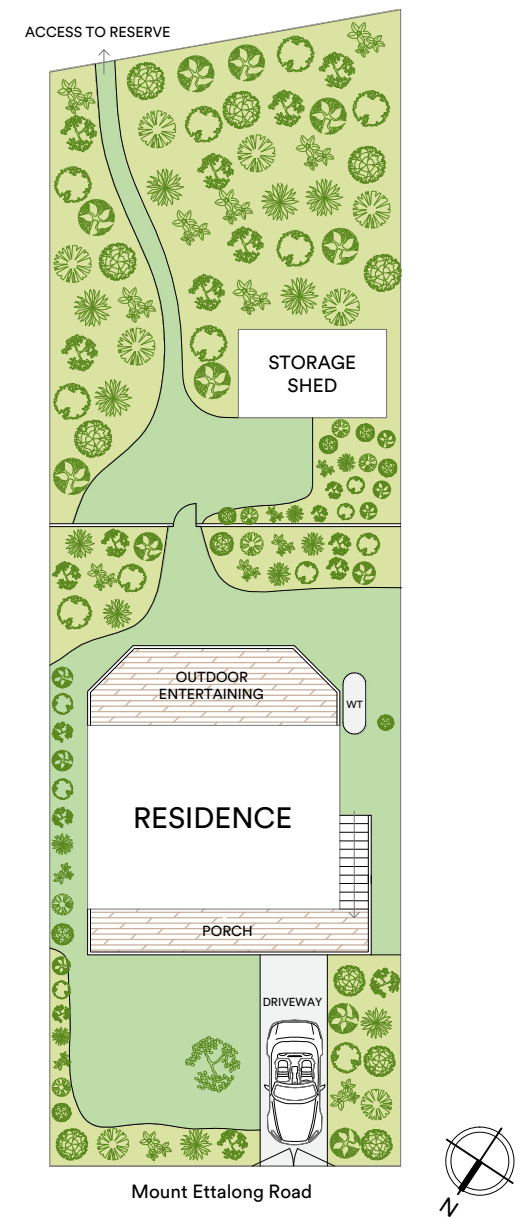 ACCESS TO RESERVE
STORAGE
SHED
OUTDOOR
ENTERTAINING
WT
RESIDENCE
PORCH
DRIVEWAY
Mount Ettalong Road
N